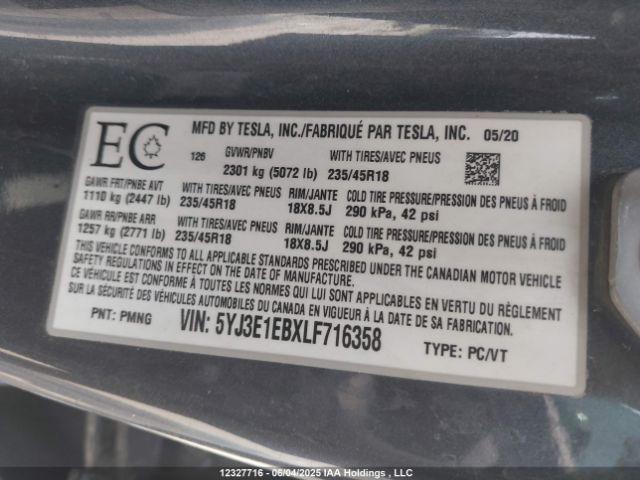 EC
MFD BY TESLA, INC./FABRIQUÉ PAR TESLA, INC. 05/20
126 GVWR/PNBV WITH TIRES/AVEC PNEUS
2301 kg (5072 lb) 235/45R18
GAWR FRT/PNBE AVT WITH TIRES/AVEC PNEUS RIM/JANTE COLD TIRE PRESSURE/PRESSION DES PNEUS À FROID
1110 kg (2447 lb) 235/45R18 18X8.5J 290 kPa, 42 psi
GAWR RR/PNBE ARR WITH TIRES/AVEC PNEUS RIM/JANTE COLD TIRE PRESSURE/PRESSION DES PNEUS À FROID
1257 kg (2771 lb) 235/45R18 18X8.5J 290 kPa, 42 psi
THIS VEHICLE CONFORMS TO ALL APPLICABLE STANDARDS PRESCRIBED UNDER THE CANADIAN MOTOR VEHICLE
SAFETY REGULATIONS IN EFFECT ON THE DATE OF MANUFACTURE.
CE VÉHICULE EST CONFORME À TOUTES LES NORMES QUI LUI SONT APPLICABLES EN VERTU DU RÈGLEMENT
SUR LA SÉCURITÉ DES VÉHICULES AUTOMOBILES DU CANADA EN VIGUEUR À LA DATE DE SA FABRICATION.
PNT: PMNG VIN: 5YJ3E1EBXLF716358 TYPE: PC/VT
12327716 - 06/04/2025 IAA Holdings , LLC